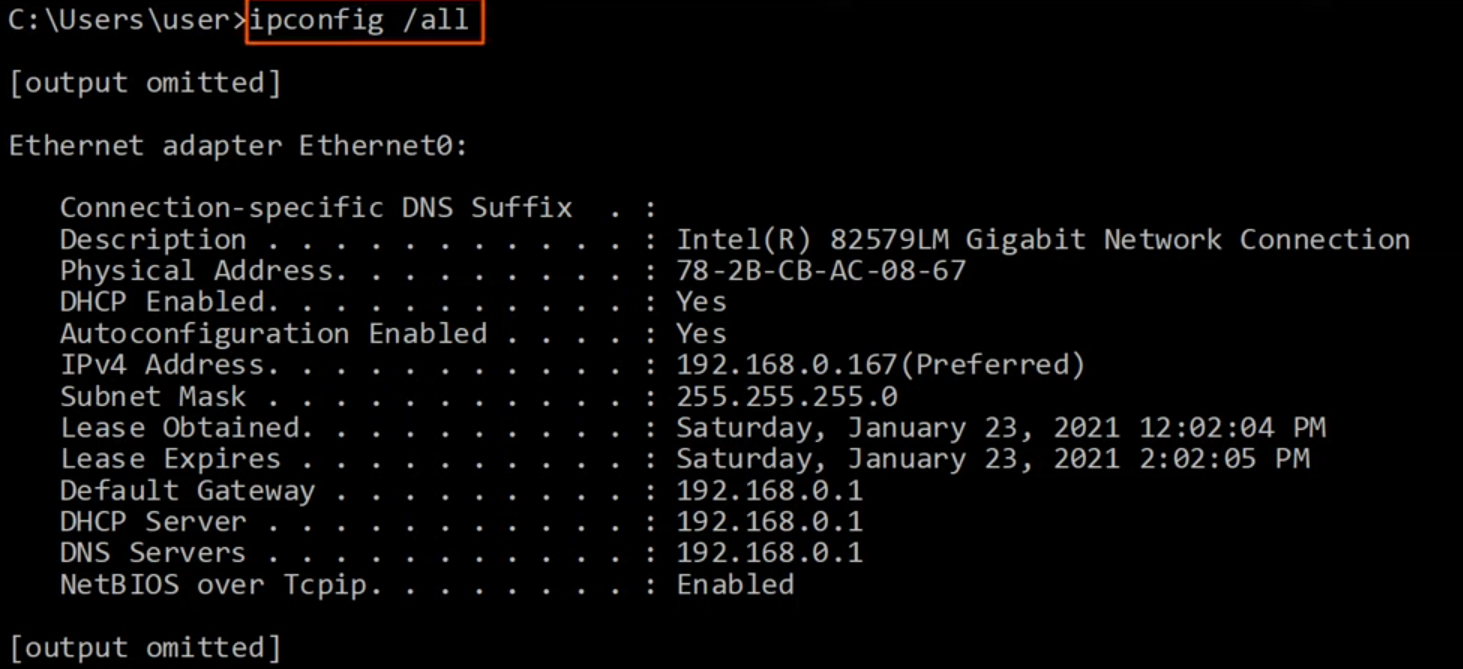 C:\Users\user>ipconfig /all
[output omitted]
Ethernet adapter Ethernet0:
Connection-specific DNS Suffix  . :
Description . . . . . . . . . . . : Intel(R) 82579LM Gigabit Network Connection
Physical Address. . . . . . . . . : 78-2B-CB-AC-08-67
DHCP Enabled. . . . . . . . . . . : Yes
Autoconfiguration Enabled . . . . : Yes
IPv4 Address. . . . . . . . . . . : 192.168.0.167(Preferred)
Subnet Mask . . . . . . . . . . . : 255.255.255.0
Lease Obtained. . . . . . . . . . : Saturday, January 23, 2021 12:02:04 PM
Lease Expires . . . . . . . . . . : Saturday, January 23, 2021 2:02:05 PM
Default Gateway . . . . . . . . . : 192.168.0.1
DHCP Server . . . . . . . . . . . : 192.168.0.1
DNS Servers . . . . . . . . . . . : 192.168.0.1
NetBIOS over Tcpip. . . . . . . . : Enabled
[output omitted]